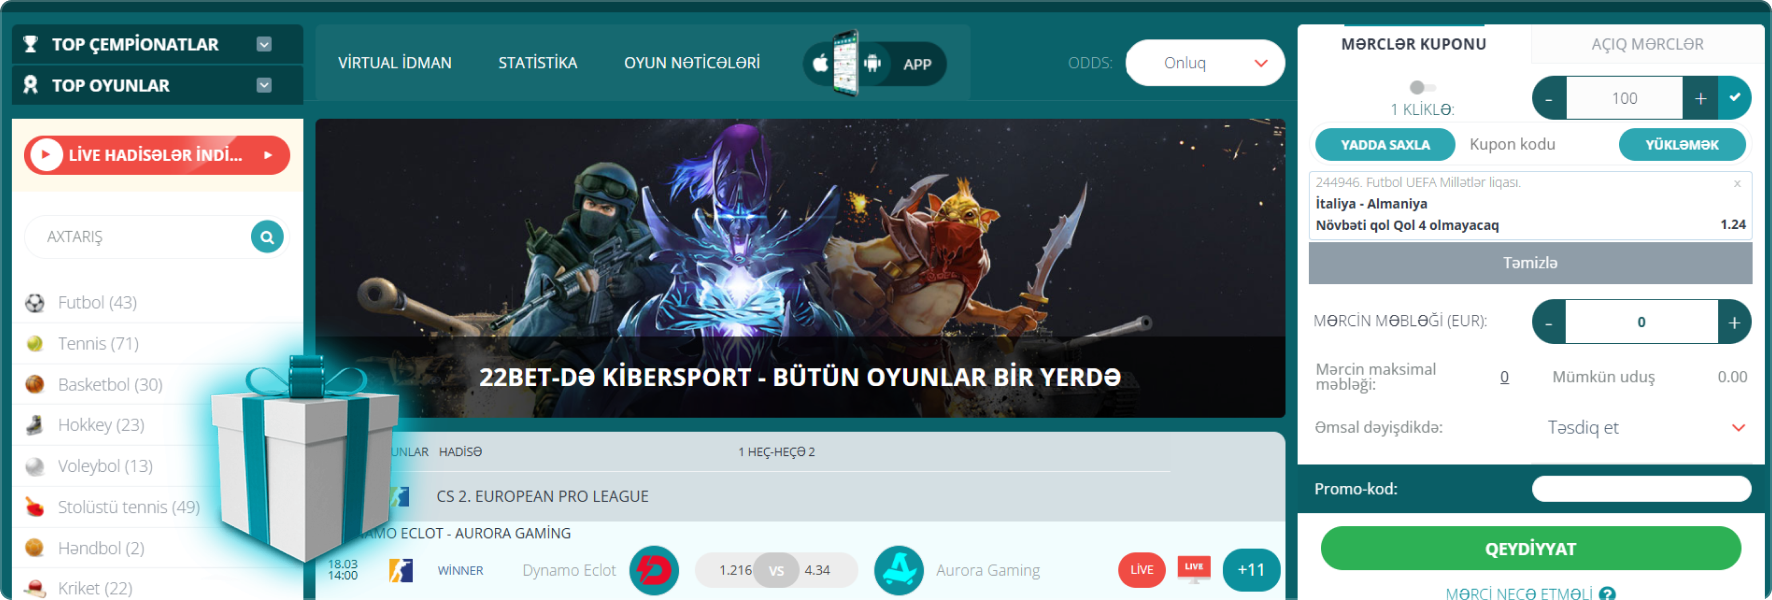 TOP ÇEMPİONATLAR
TOP OYUNLAR
VİRTUAL İDMAN
STATİSTİKA
OYUN NƏTİCƏLƏRİ
APP
ODDS:
Onluq
MƏRCLƏR KUPONU
AÇIQ MƏRCLƏR
1 KLİKLƏ:
-
100
+
YADDA SAXLA
Kupon kodu
YÜKLƏMƏK
244946. Futbol UEFA Millətlər liqası.
x
İtaliya - Almaniya
Növbəti qol Qol 4 olmayacaq
1.24
Təmizlə
MƏRCİN MƏBLƏĞİ (EUR):
-
0
+
Mərcin maksimal
məbləği:
0
Mümkün uduş
0.00
Əmsal dəyişdikdə:
Təsdiq et
Promo-kod:
QEYDİYYAT
MƏRCİ NECƏ ETMƏLİ ?
LİVE HADİSƏLƏR İNDİ...
AXTARIŞ
Futbol (43)
Tennis (71)
Basketbol (30)
Hokkey (23)
Voleybol (13)
Stolüstü tennis (49)
Həndbol (2)
Kriket (22)
22BET-DƏ KİBERSPORT - BÜTÜN OYUNLAR BİR YERDƏ
HADİSƏ
1 HEÇ-HEÇƏ 2
CS 2. EUROPEAN PRO LEAGUE
ECLOT - AURORA GAMİNG
18.03
14:00
WİNNER
Dynamo Eclot
1.216
VS
4.34
Aurora Gaming
LİVE
LIVE
+11